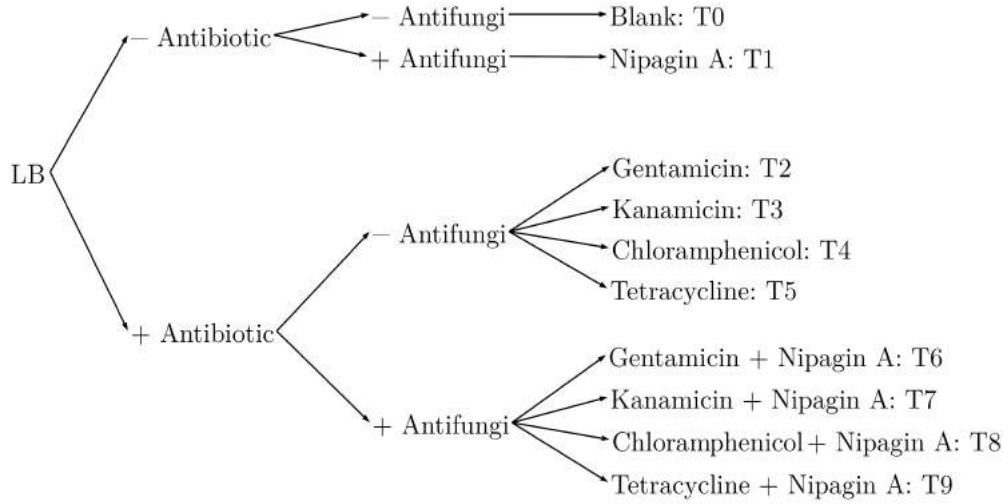 LB
− Antibiotic
− Antifungi
Blank: T0
+ Antifungi
Nipagin A: T1
+ Antibiotic
− Antifungi
Gentamicin: T2
Kanamicin: T3
Chloramphenicol: T4
Tetracycline: T5
+ Antifungi
Gentamicin + Nipagin A: T6
Kanamicin + Nipagin A: T7
Chloramphenicol + Nipagin A: T8
Tetracycline + Nipagin A: T9